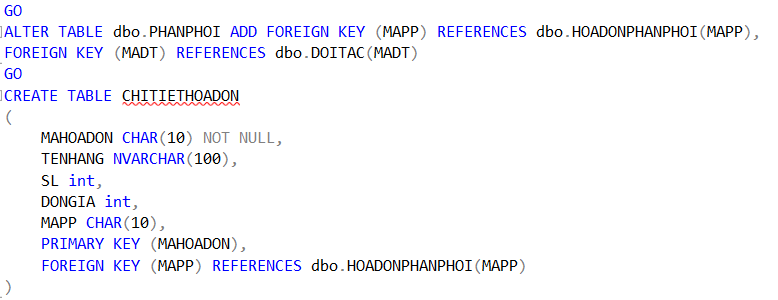 GO
ALTER TABLE dbo.PHANPHOI ADD FOREIGN KEY (MAPP) REFERENCES dbo.HOADONPHANPHOI(MAPP),
FOREIGN KEY (MADT) REFERENCES dbo.DOITAC(MADT)
GO
CREATE TABLE CHITIETHOADON
(
MAHOADON CHAR(10) NOT NULL,
TENHANG NVARCHAR(100),
SL int,
DONGIA int,
MAPP CHAR(10),
PRIMARY KEY (MAHOADON),
FOREIGN KEY (MAPP) REFERENCES dbo.HOADONPHANPHOI(MAPP)
)